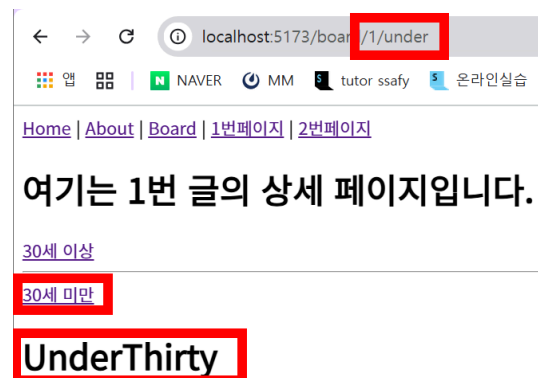 localhost:5173/board/1/under
앱 NAVER MM tutor ssafy 온라인실습
Home | About | Board | 1번페이지 | 2번페이지
여기는 1번 글의 상세 페이지입니다.
30세 이상
30세 미만
UnderThirty